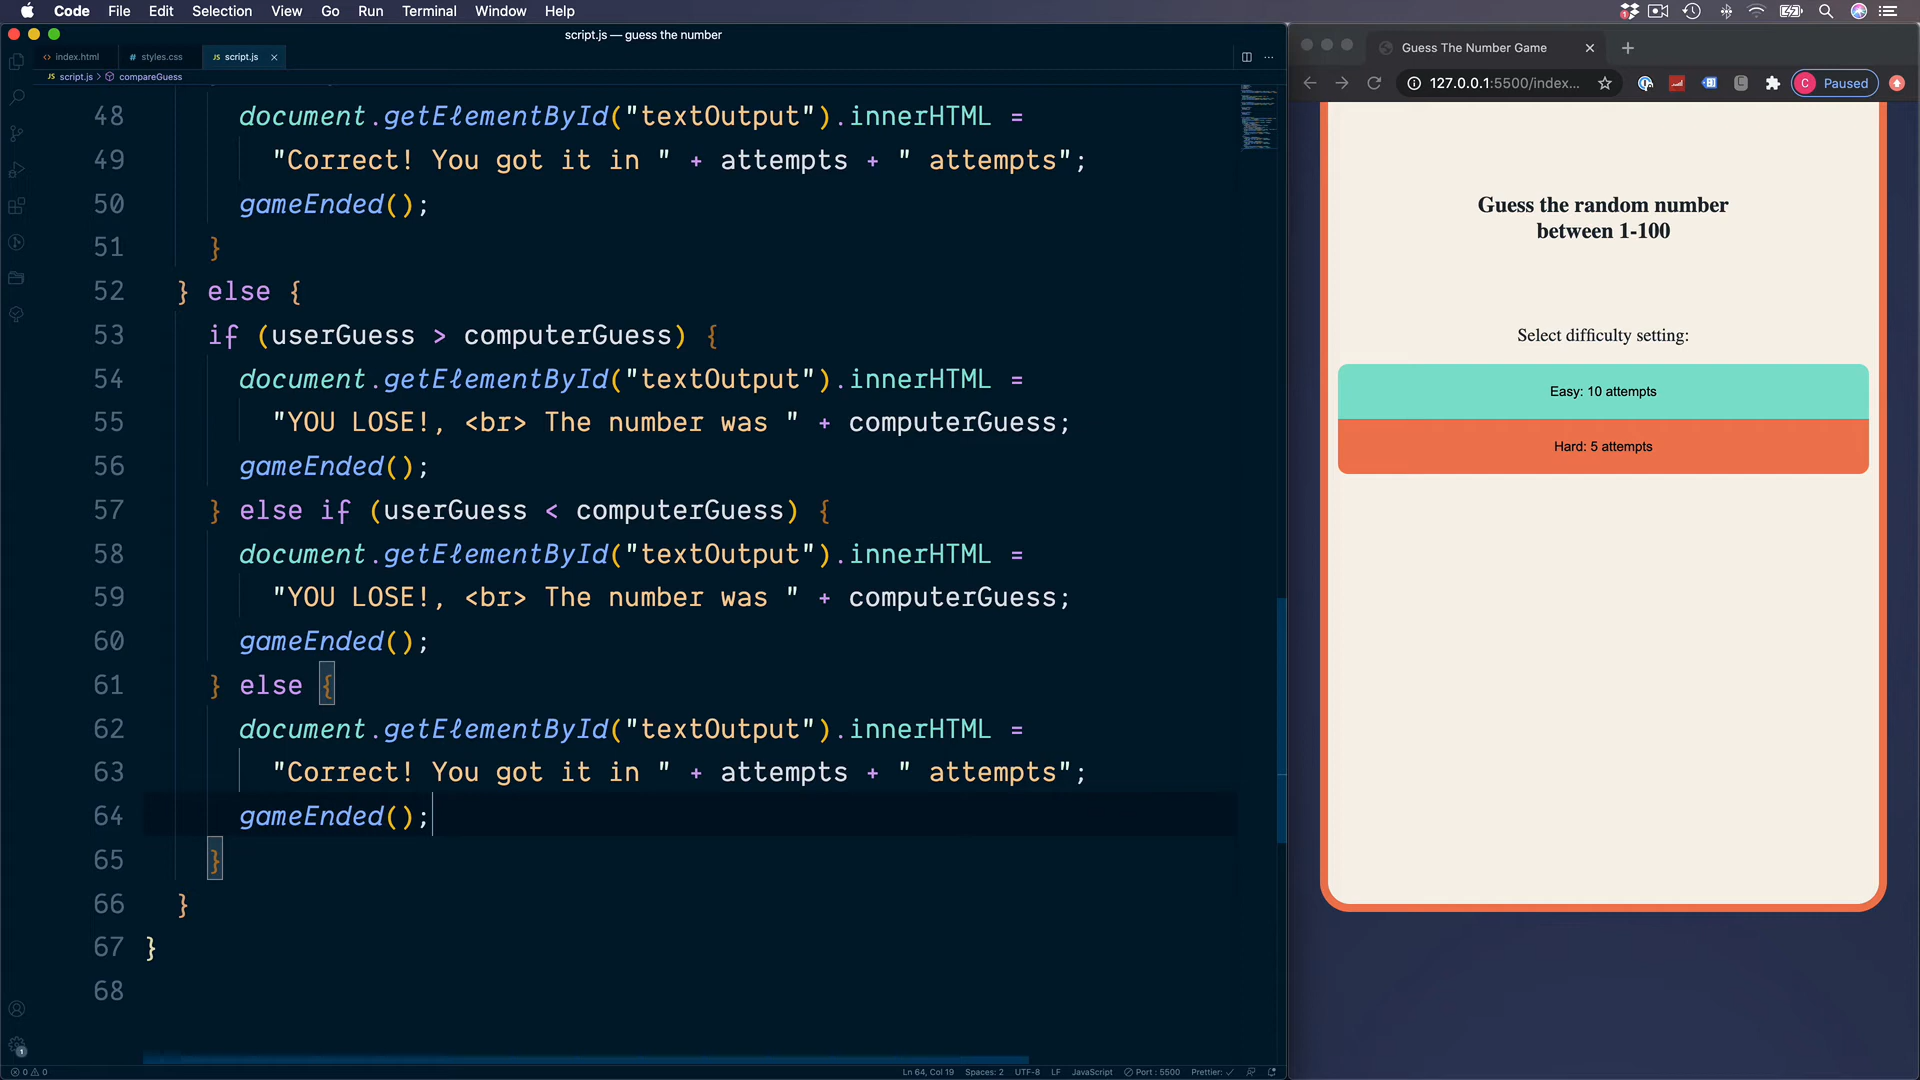 Code File Edit Selection View Go Run Terminal Window Help
script.js — guess the number
index.html styles.css JS script.js
JS script.js > compareGuess
48 document.getElementById("textOutput").innerHTML =
49 "Correct! You got it in " + attempts + " attempts";
50 gameEnded();
51 }
52 } else {
53 if (userGuess > computerGuess) {
54 document.getElementById("textOutput").innerHTML =
55 "YOU LOSE!, <br> The number was " + computerGuess;
56 gameEnded();
57 } else if (userGuess < computerGuess) {
58 document.getElementById("textOutput").innerHTML =
59 "YOU LOSE!, <br> The number was " + computerGuess;
60 gameEnded();
61 } else {
62 document.getElementById("textOutput").innerHTML =
63 "Correct! You got it in " + attempts + " attempts";
64 gameEnded();
65 }
66 }
67 }
68
0 0 Ln 64, Col 19 Spaces: 2 UTF-8 LF JavaScript Port : 5500 Prettier: ✓
Guess The Number Game
127.0.0.1:5500/index... C Paused
Guess the random number
between 1-100
Select difficulty setting:
Easy: 10 attempts
Hard: 5 attempts